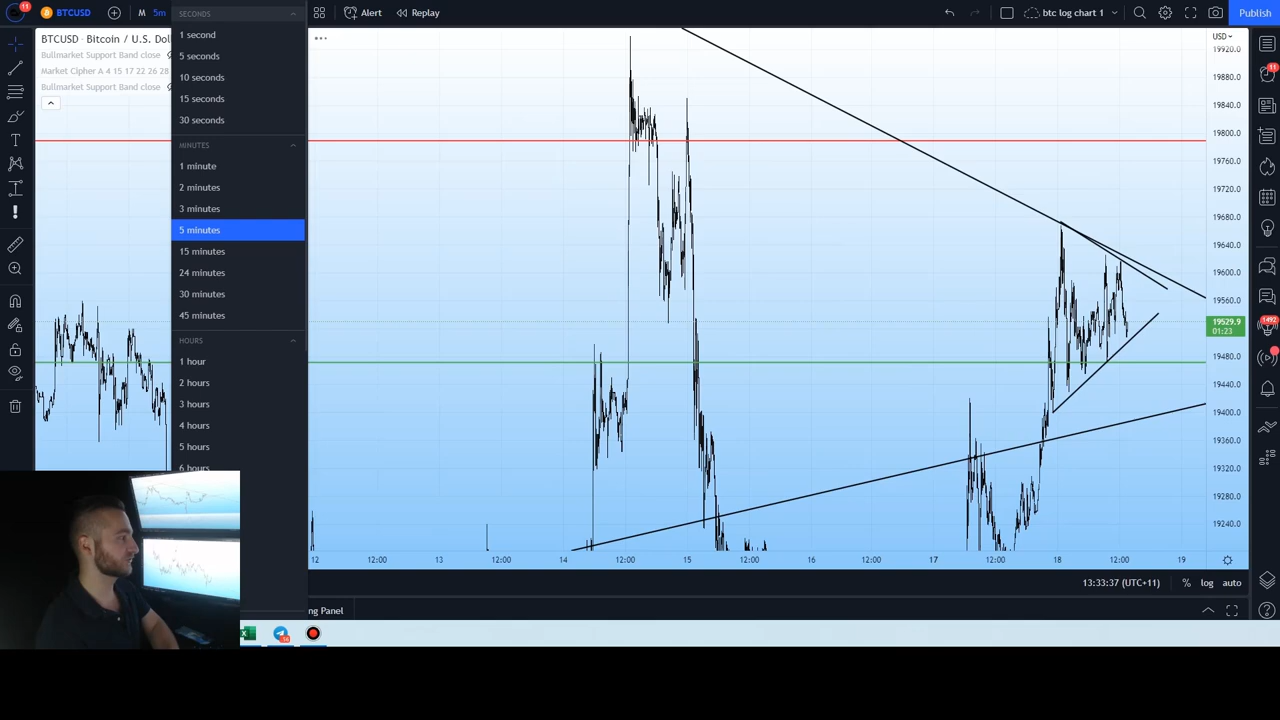 11
BTCUSD
M
5m
Alert
Replay
btc log chart 1
Publish
BTCUSD · Bitcoin / U.S. Dol
Bullmarket Support Band close
Market Cipher A 4 15 17 22 26 28
Bullmarket Support Band close
SECONDS
1 second
5 seconds
10 seconds
15 seconds
30 seconds
MINUTES
1 minute
2 minutes
3 minutes
5 minutes
15 minutes
24 minutes
30 minutes
45 minutes
HOURS
1 hour
2 hours
3 hours
4 hours
5 hours
6 hours
USD
19920.0
19880.0
19840.0
19800.0
19760.0
19720.0
19680.0
19640.0
19600.0
19560.0
19529.9
01:23
19480.0
19440.0
19400.0
19360.0
19320.0
19280.0
19240.0
11
1492
12
12:00
13
12:00
14
12:00
15
12:00
16
12:00
17
12:00
18
12:00
19
13:33:37 (UTC+11)
%
log
auto
ng Panel